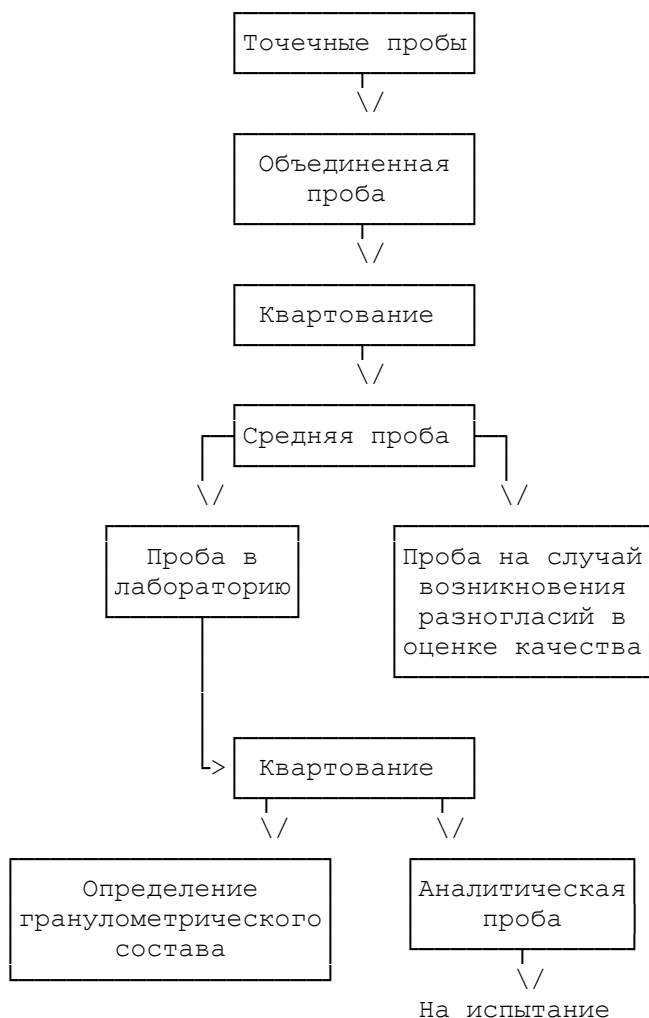 Точечные пробы
Объединенная
проба
Квартование
Средняя проба
Проба в
лабораторию
Проба на случай
возникновения
разногласий в
оценке качества
Квартование
Определение
гранулометрического
состава
Аналитическая
проба
На испытание